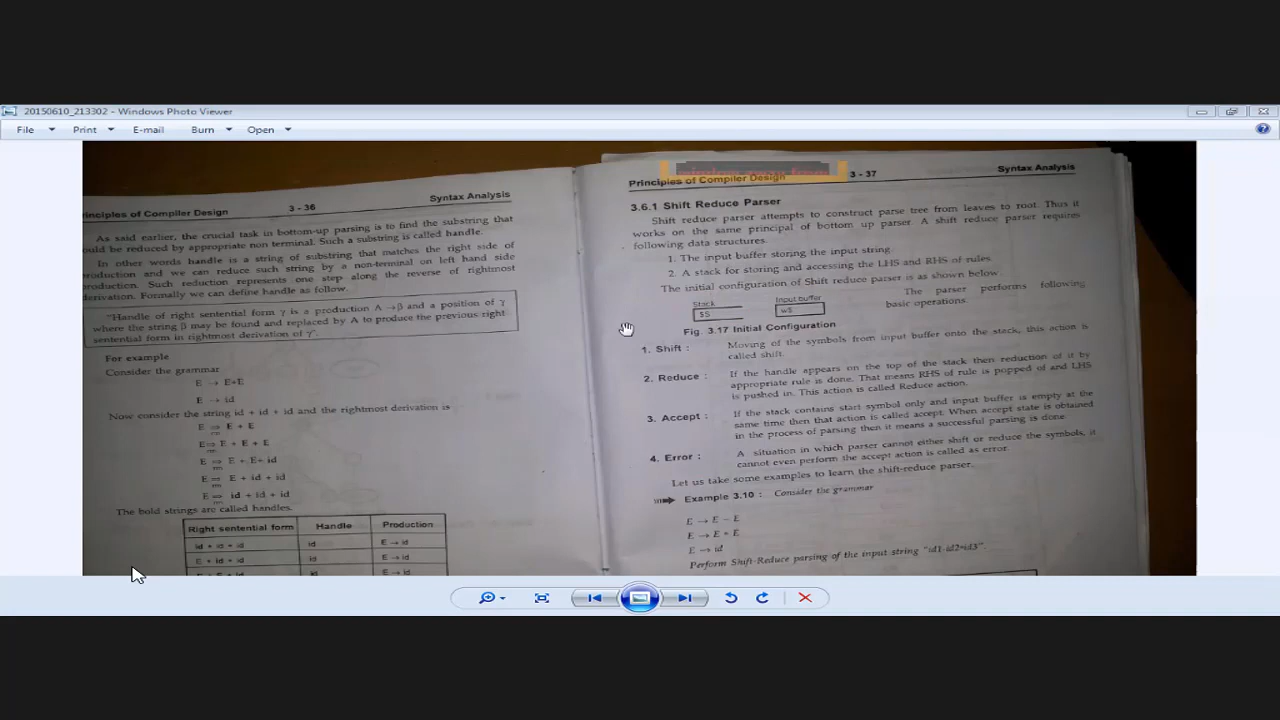 20150610_213302 - Windows Photo Viewer
File Print E-mail Burn Open
Principles of Compiler Design 3 - 36 Syntax Analysis
As said earlier, the crucial task in bottom-up parsing is to find the substring that
could be reduced by appropriate non terminal. Such a substring is called handle.
In other words handle is a string of substring that matches the right side of
production and we can reduce such string by a non-terminal on left hand side
production. Such reduction represents one step along the reverse of rightmost
derivation. Formally we can define handle as follow.
"Handle of right sentential form γ is a production A →β and a position of γ
where the string β may be found and replaced by A to produce the previous right-
sentential form in rightmost derivation of γ".
For example
Consider the grammar
E → E+E
E → id
Now consider the string id + id + id and the rightmost derivation is
E ⇒ E + E
rm
E ⇒ E + E + E
rm
E ⇒ E + E + id
rm
E ⇒ E + id + id
rm
E ⇒ id + id + id
rm
The bold strings are called handles.
Right sentential form Handle Production
id + id + id id E → id
E + id + id id E → id
E + E + id id E → id
Principles of Compiler Design 3 - 37 Syntax Analysis
3.6.1 Shift Reduce Parser
Shift reduce parser attempts to construct parse tree from leaves to root. Thus it
works on the same principal of bottom up parser. A shift reduce parser requires
following data structures.
1. The input buffer storing the input string.
2. A stack for storing and accessing the LHS and RHS of rules.
The initial configuration of Shift reduce parser is as shown below.
Stack Input buffer
$S w$
The parser performs following
basic operations.
Fig. 3.17 Initial Configuration
1. Shift : Moving of the symbols from input buffer onto the stack, this action is
called shift.
2. Reduce : If the handle appears on the top of the stack then reduction of it by
appropriate rule is done. That means RHS of rule is popped of and LHS
is pushed in. This action is called Reduce action.
3. Accept : If the stack contains start symbol only and input buffer is empty at the
same time then that action is called accept. When accept state is obtained
in the process of parsing then it means a successful parsing is done.
4. Error : A situation in which parser cannot either shift or reduce the symbols, it
cannot even perform the accept action is called as error.
Let us take some examples to learn the shift-reduce parser.
Example 3.10 : Consider the grammar
E → E − E
E → E * E
E → id
Perform Shift-Reduce parsing of the input string "id1-id2*id3".